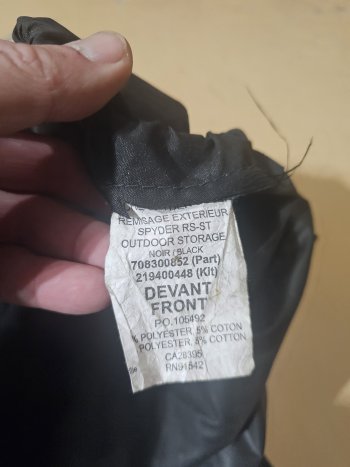 REMISAGE EXTERIEUR
SPYDER RS-ST
OUTDOOR STORAGE
NOIR / BLACK
708300852 (Part)
219400448 (Kit)
DEVANT
FRONT
PO.105492
% POLYESTER, 5% COTON
POLYESTER, 5% COTTON
CA28395
RN91542